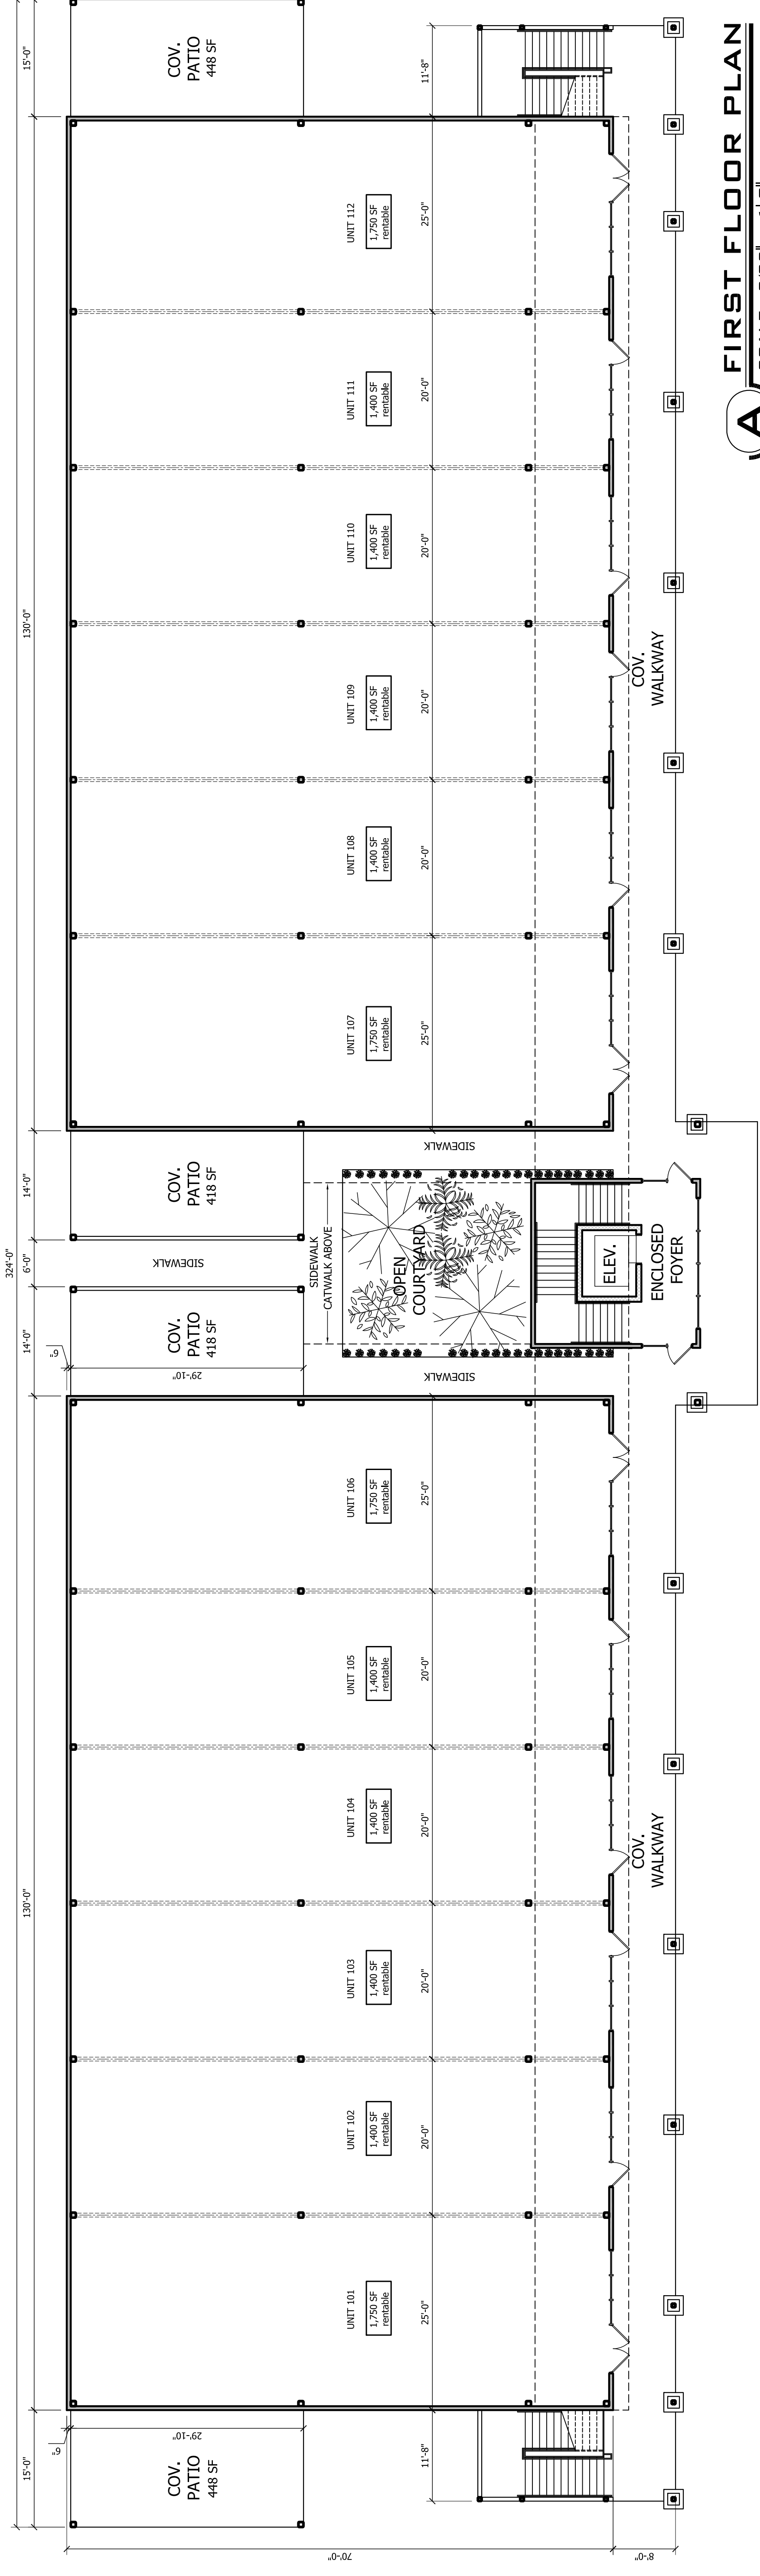 FIRST FLOOR PLAN
A
324'-0"
15'-0"
130'-0"
14'-0"
6'-0"
14'-0"
130'-0"
15'-0"
COV.
PATIO
448 SF
11'-8"
UNIT 112
1,750 SF
rentable
25'-0"
UNIT 111
1,400 SF
rentable
20'-0"
UNIT 110
1,400 SF
rentable
20'-0"
UNIT 109
1,400 SF
rentable
20'-0"
UNIT 108
1,400 SF
rentable
20'-0"
UNIT 107
1,750 SF
rentable
25'-0"
COV.
WALKWAY
SIDEWALK
COV.
PATIO
418 SF
SIDEWALK
COV.
PATIO
418 SF
6"
29'-10"
SIDEWALK
CATWALK ABOVE
OPEN
COURTYARD
ELEV.
ENCLOSED
FOYER
SIDEWALK
UNIT 106
1,750 SF
rentable
25'-0"
UNIT 105
1,400 SF
rentable
20'-0"
UNIT 104
1,400 SF
rentable
20'-0"
UNIT 103
1,400 SF
rentable
20'-0"
UNIT 102
1,400 SF
rentable
20'-0"
UNIT 101
1,750 SF
rentable
25'-0"
COV.
WALKWAY
6"
29'-10"
COV.
PATIO
448 SF
11'-8"
70'-0"
8'-0"